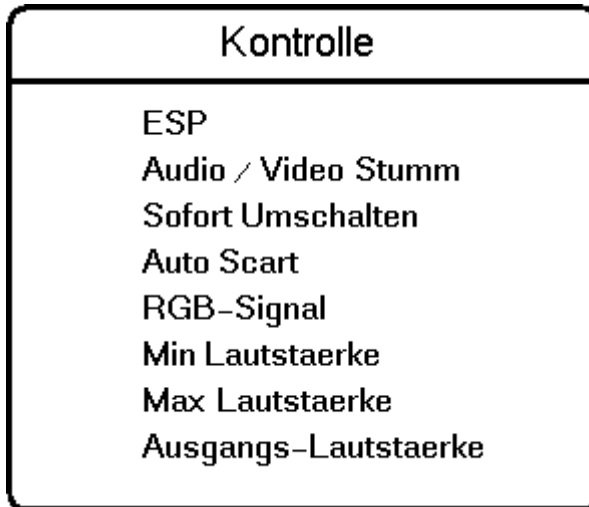 Kontrolle
ESP
Audio / Video Stumm
Sofort Umschalten
Auto Scart
RGB-Signal
Min Lautstaerke
Max Lautstaerke
Ausgangs-Lautstaerke